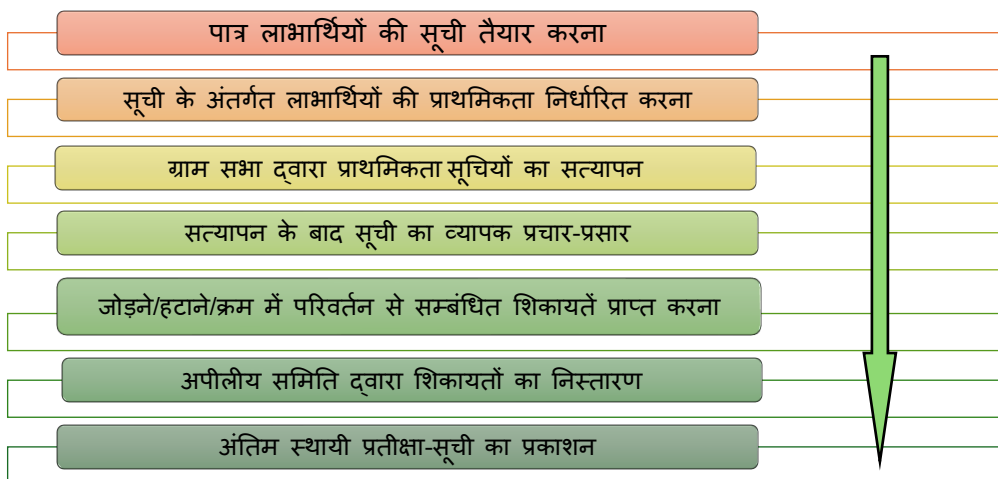 पात्र लाभार्थियों की सूची तैयार करना
सूची के अंतर्गत लाभार्थियों की प्राथमिकता निर्धारित करना
ग्राम सभा द्वारा प्राथमिकता सूचियों का सत्यापन
सत्यापन के बाद सूची का व्यापक प्रचार-प्रसार
जोड़ने/हटाने/क्रम में परिवर्तन से सम्बंधित शिकायतें प्राप्त करना
अपीलीय समिति द्वारा शिकायतों का निस्तारण
अंतिम स्थायी प्रतीक्षा-सूची का प्रकाशन